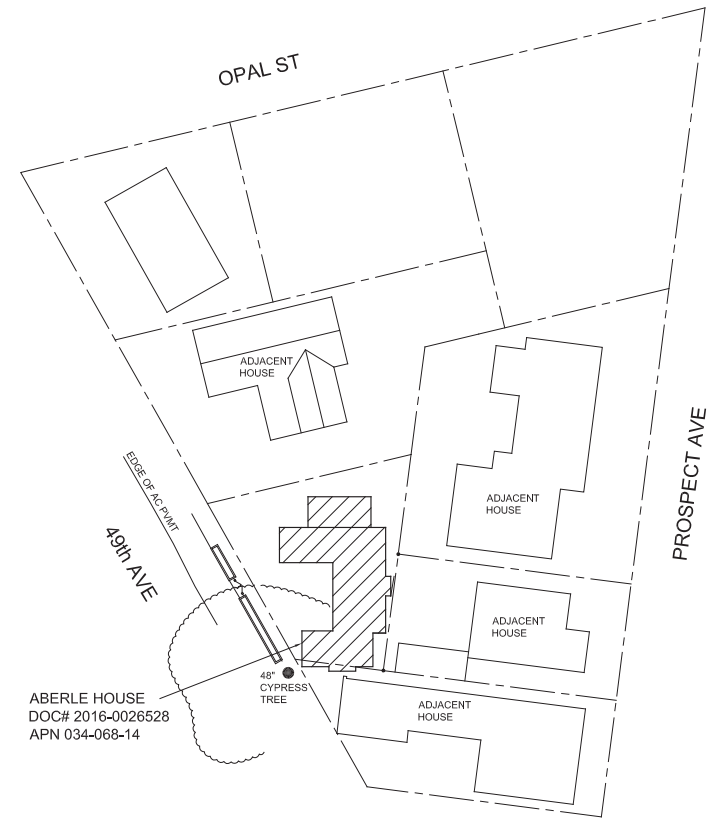 OPAL ST
ADJACENT
HOUSE
EDGE OF AC PVMT
49th AVE
ADJACENT
HOUSE
PROSPECT AVE
ADJACENT
HOUSE
48"
CYPRESS
TREE
ABERLE HOUSE
DOC# 2016-0026528
APN 034-068-14
ADJACENT
HOUSE